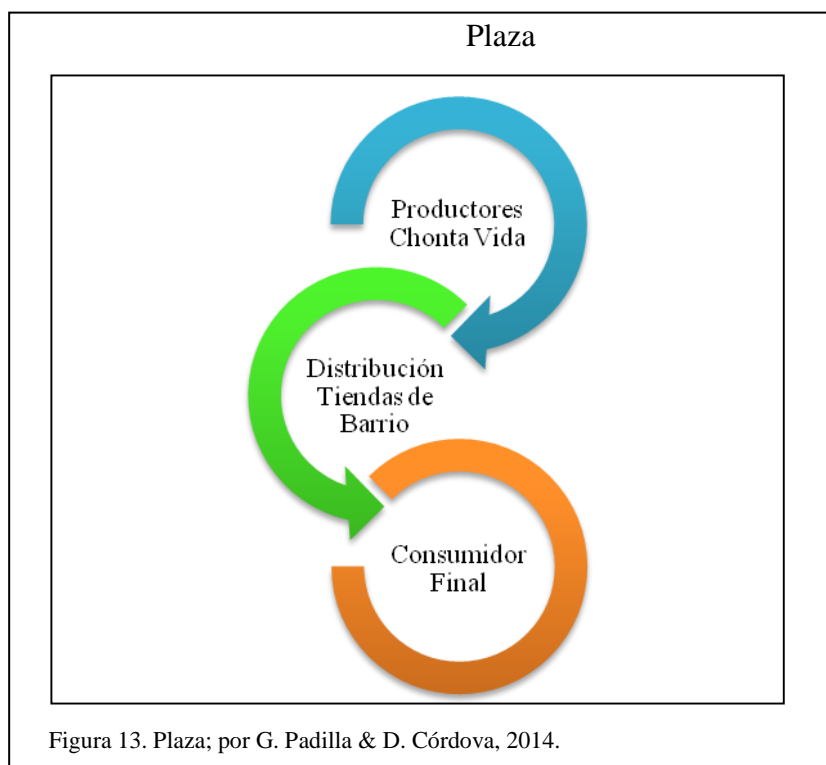 Plaza
Productores
Chonta Vida
Distribución
Tiendas de
Barrio
Consumidor
Final
Figura 13. Plaza; por G. Padilla & D. Córdova, 2014.